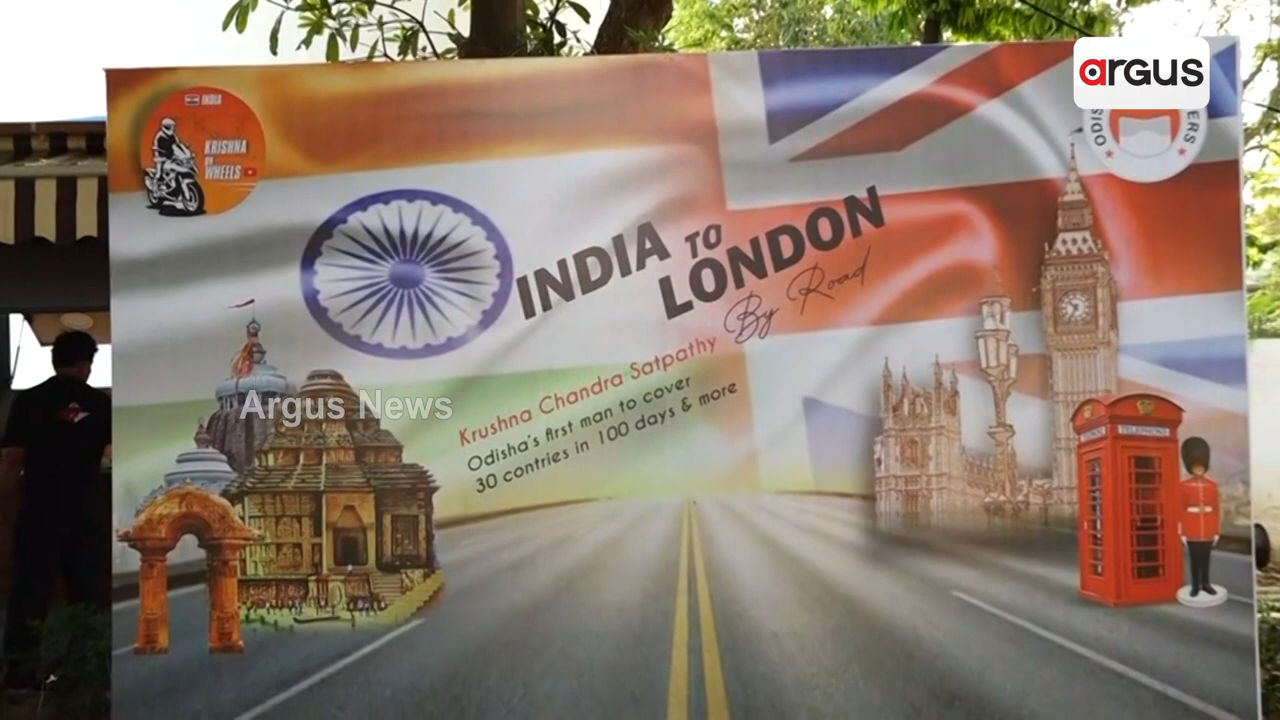 argus
INDIA
KRISHNA
ON
WHEELS
INDIA TO
LONDON
By Road
Krushna Chandra Satpathy
Odisha's first man to cover
30 contries in 100 days & more
Argus News
TELEPHONE